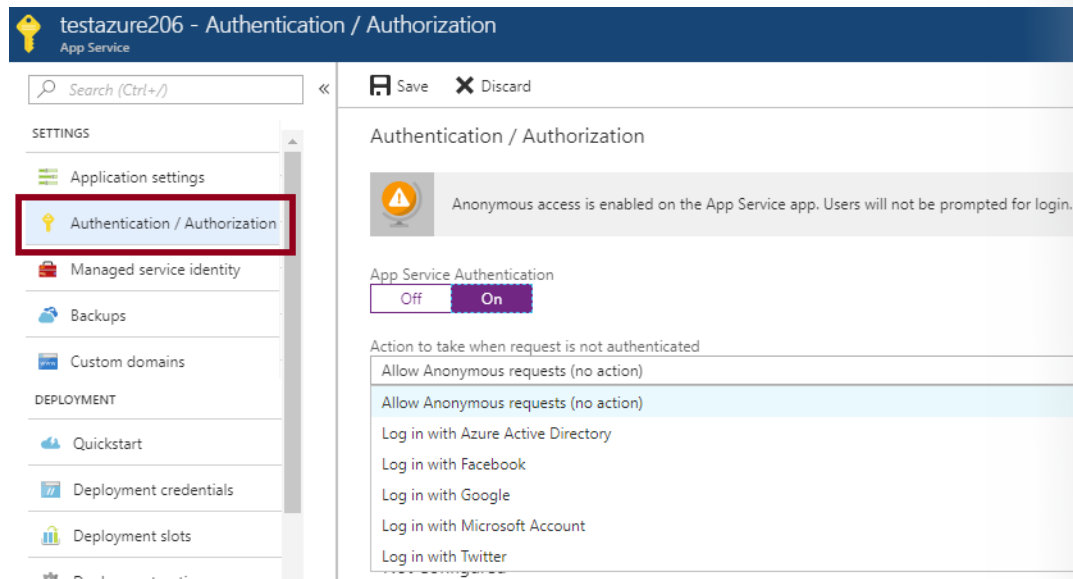 testazure206 - Authentication / Authorization
App Service
Search (Ctrl+/)
«
SETTINGS
Application settings
Authentication / Authorization
Managed service identity
Backups
www Custom domains
DEPLOYMENT
Quickstart
Deployment credentials
Deployment slots
Save Discard
Authentication / Authorization
Anonymous access is enabled on the App Service app. Users will not be prompted for login.
App Service Authentication
Off On
Action to take when request is not authenticated
Allow Anonymous requests (no action)
Allow Anonymous requests (no action)
Log in with Azure Active Directory
Log in with Facebook
Log in with Google
Log in with Microsoft Account
Log in with Twitter